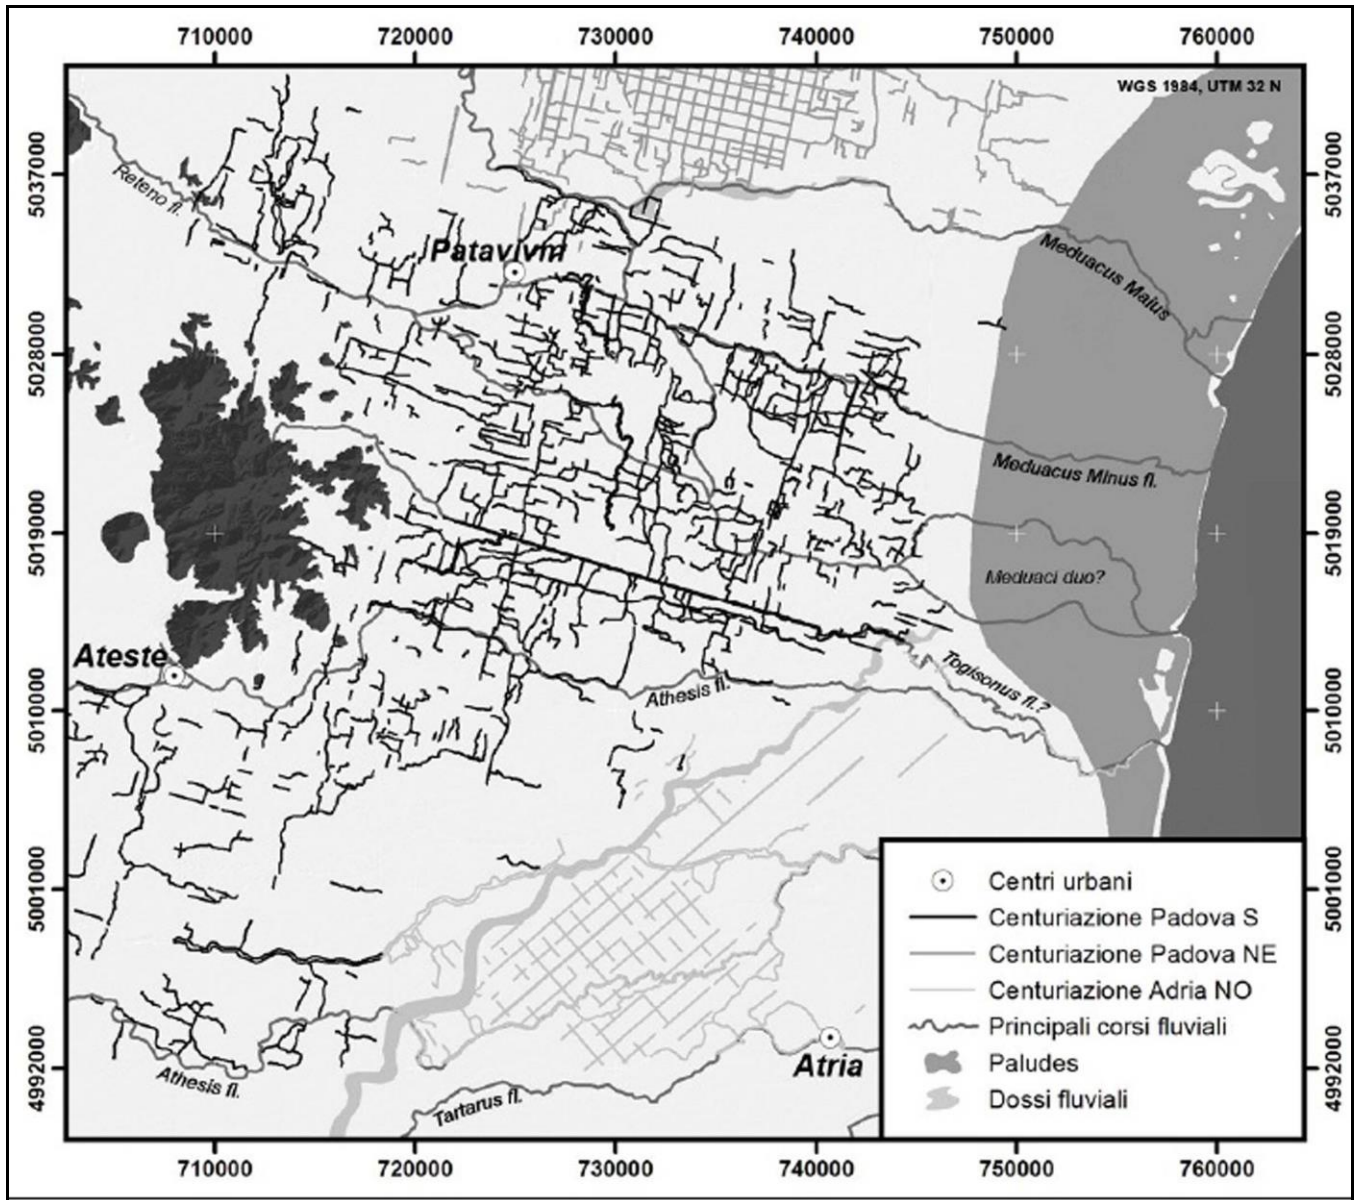 710000 720000 730000 740000 750000 760000
WGS 1984, UTM 32 N
5037000
5037000
Reteno fl.
Patavivm
Meduacus Maius
5028000
5028000
Meduacus Minus fl.
5019000
5019000
Meduaci duo?
Ateste
Togisonus fl.?
Athesis fl.
5010000
5010000
Centri urbani
5001000
5001000
Centuriazione Padova S
Centuriazione Padova NE
Centuriazione Adria NO
Principali corsi fluviali
Atria
Paludes
4992000
4992000
Athesis fl.
Dossi fluviali
Tartarus fl.
710000 720000 730000 740000 750000 760000